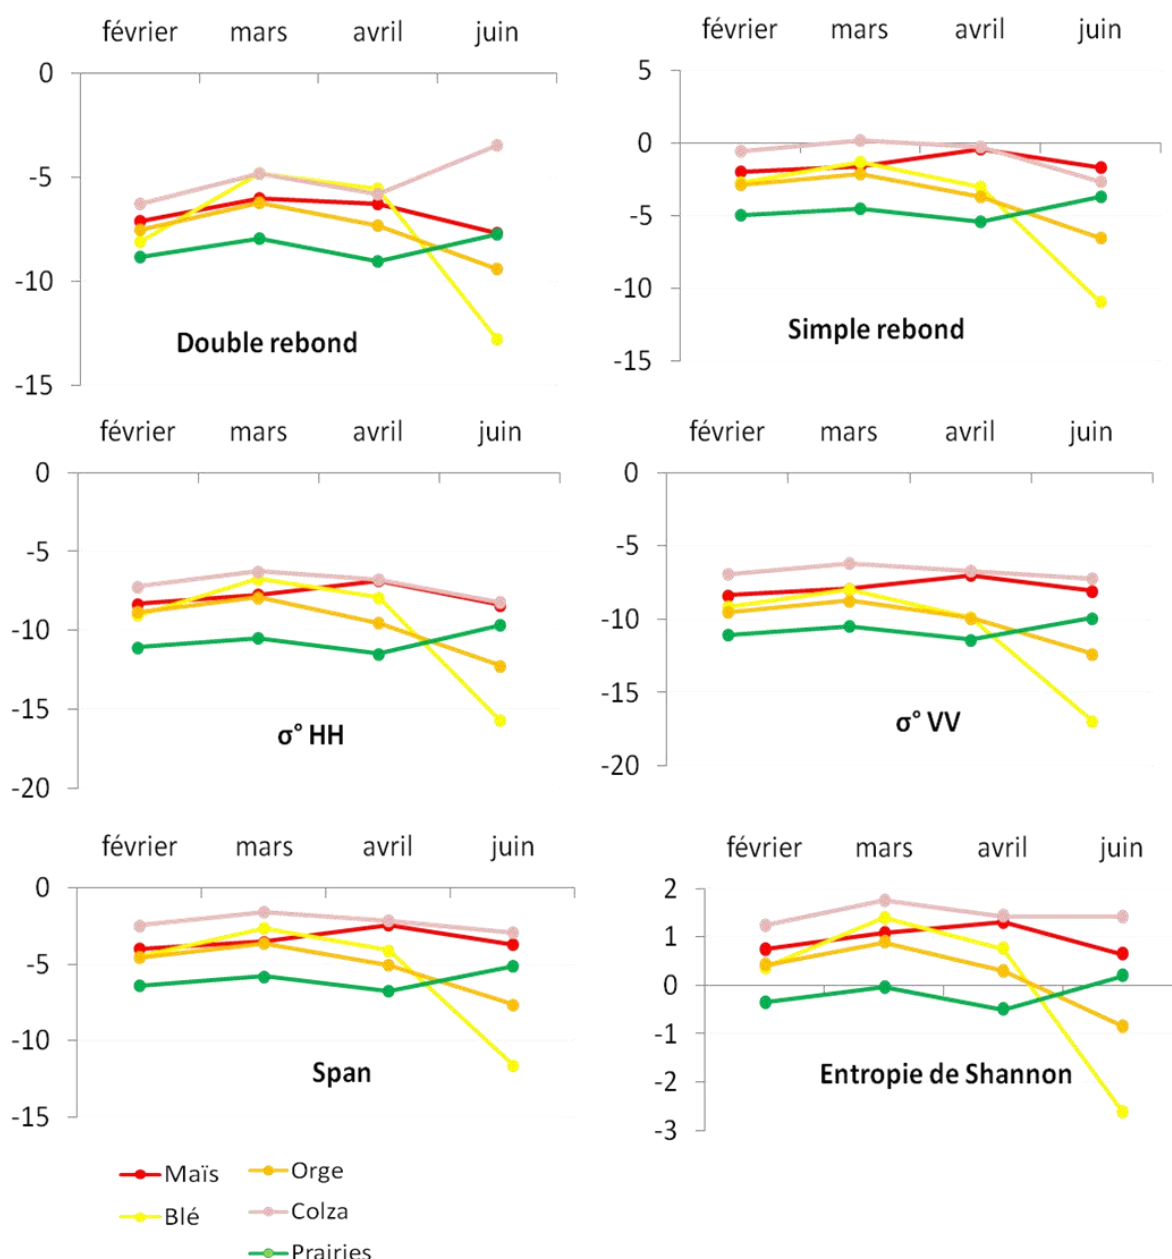 février mars avril juin
0
-5
-10
-15
Double rebond
février mars avril juin
5
0
-5
-10
-15
Simple rebond
février mars avril juin
0
-5
-10
-15
-20
σ° HH
février mars avril juin
0
-5
-10
-15
-20
σ° VV
février mars avril juin
0
-5
-10
-15
Span
février mars avril juin
2
1
0
-1
-2
-3
Entropie de Shannon
Maïs
Orge
Blé
Colza
Prairies